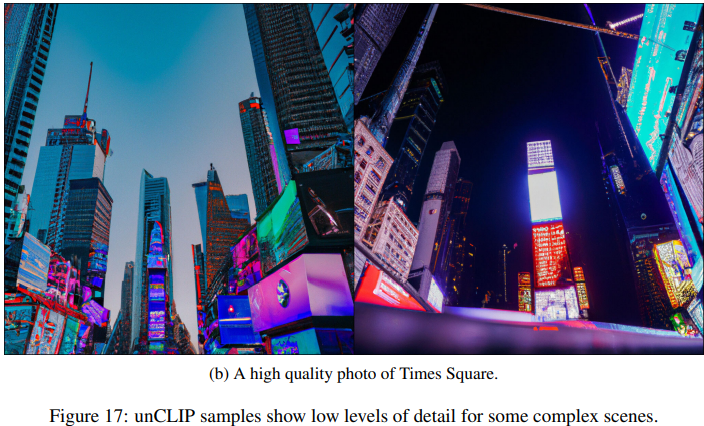 (b) A high quality photo of Times Square.
Figure 17: unCLIP samples show low levels of detail for some complex scenes.